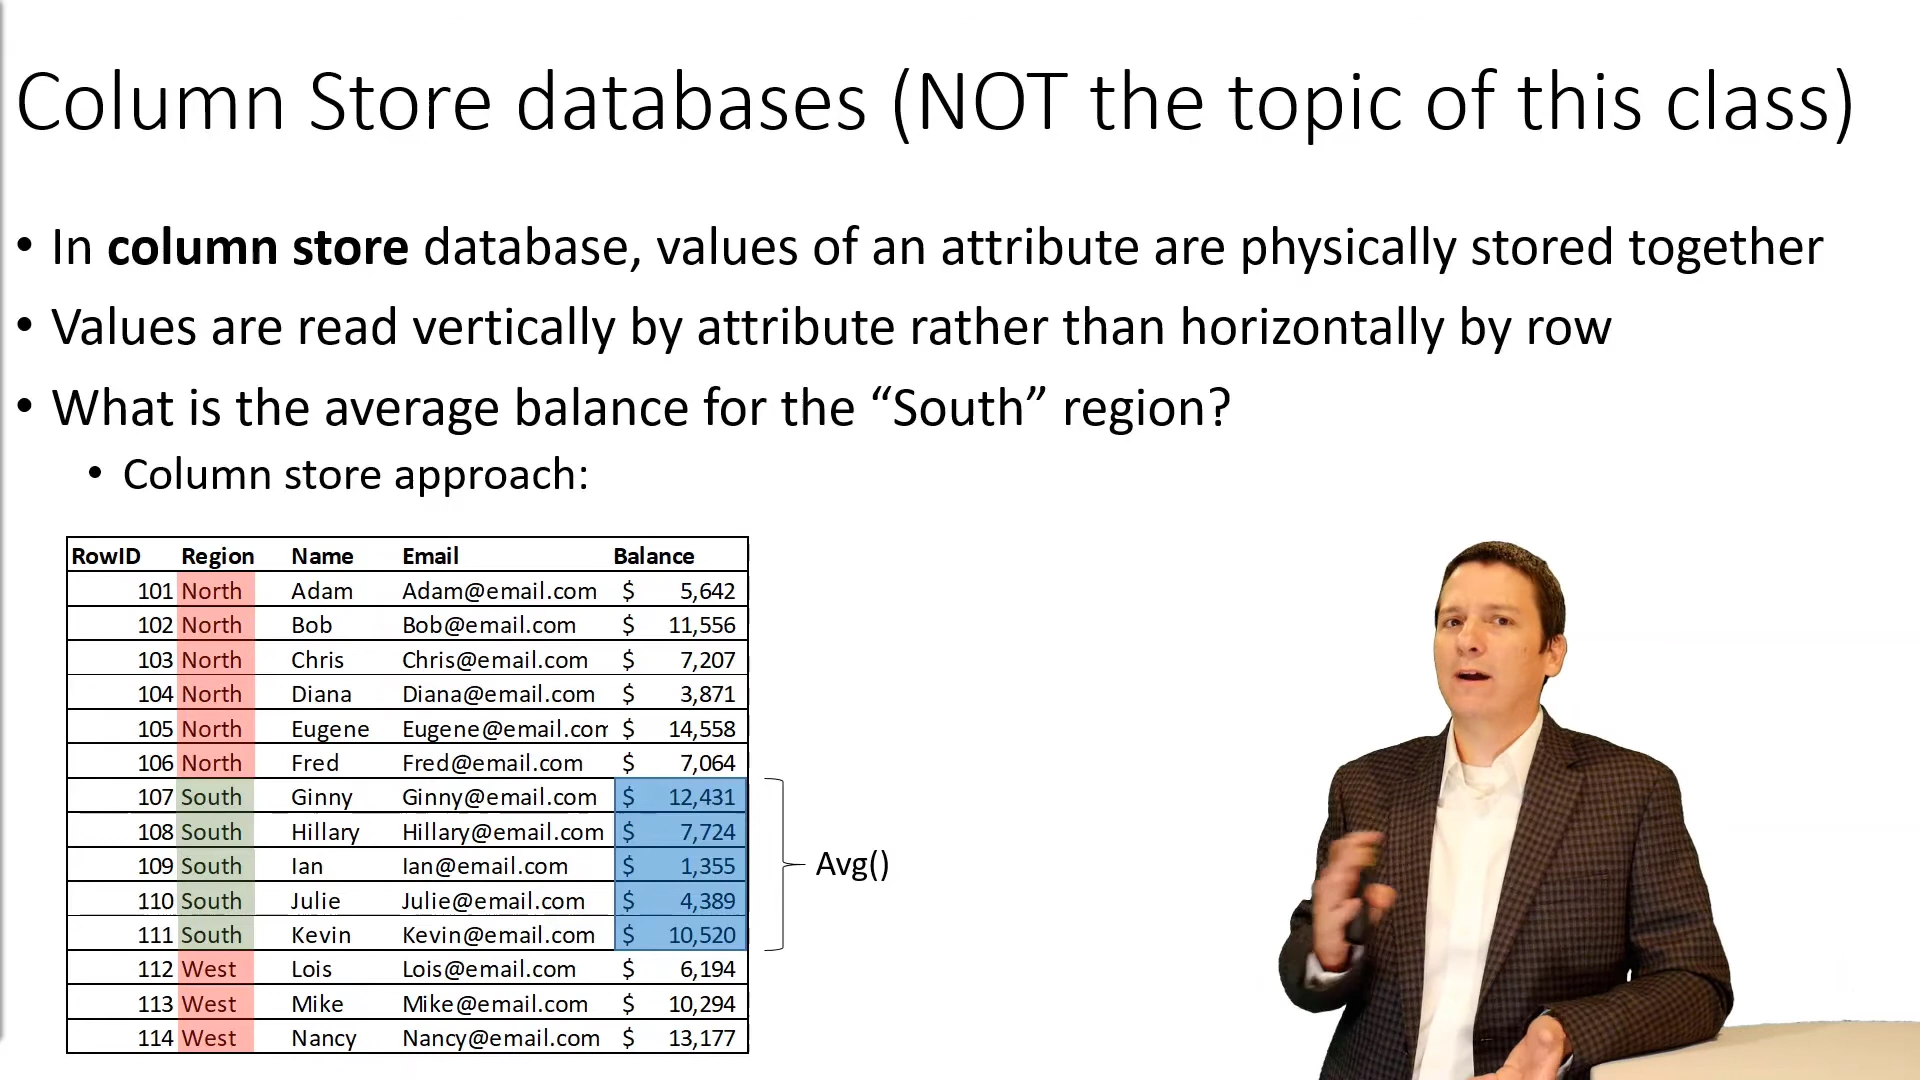 Column Store databases (NOT the topic of this class)
• In column store database, values of an attribute are physically stored together
• Values are read vertically by attribute rather than horizontally by row
• What is the average balance for the “South” region?
• Column store approach:
RowID Region Name Email Balance
101 North Adam Adam@email.com $ 5,642
102 North Bob Bob@email.com $ 11,556
103 North Chris Chris@email.com $ 7,207
104 North Diana Diana@email.com $ 3,871
105 North Eugene Eugene@email.com $ 14,558
106 North Fred Fred@email.com $ 7,064
107 South Ginny Ginny@email.com $ 12,431
108 South Hillary Hillary@email.com $ 7,724
109 South Ian Ian@email.com $ 1,355
110 South Julie Julie@email.com $ 4,389
111 South Kevin Kevin@email.com $ 10,520
112 West Lois Lois@email.com $ 6,194
113 West Mike Mike@email.com $ 10,294
114 West Nancy Nancy@email.com $ 13,177
Avg()